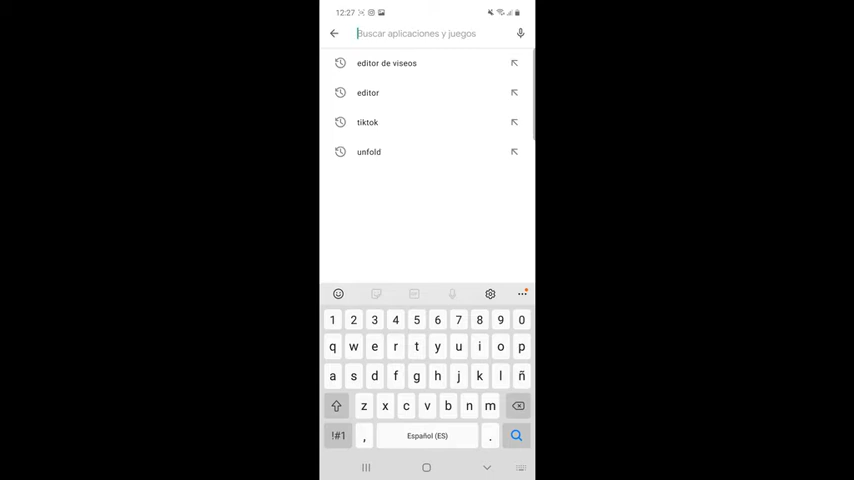 12:27
Buscar aplicaciones y juegos
editor de viseos
editor
tiktok
unfold
1 2 3 4 5 6 7 8 9 0
q w e r t y u i o p
a s d f g h j k l ñ
z x c v b n m
!#1 , Español (ES) .